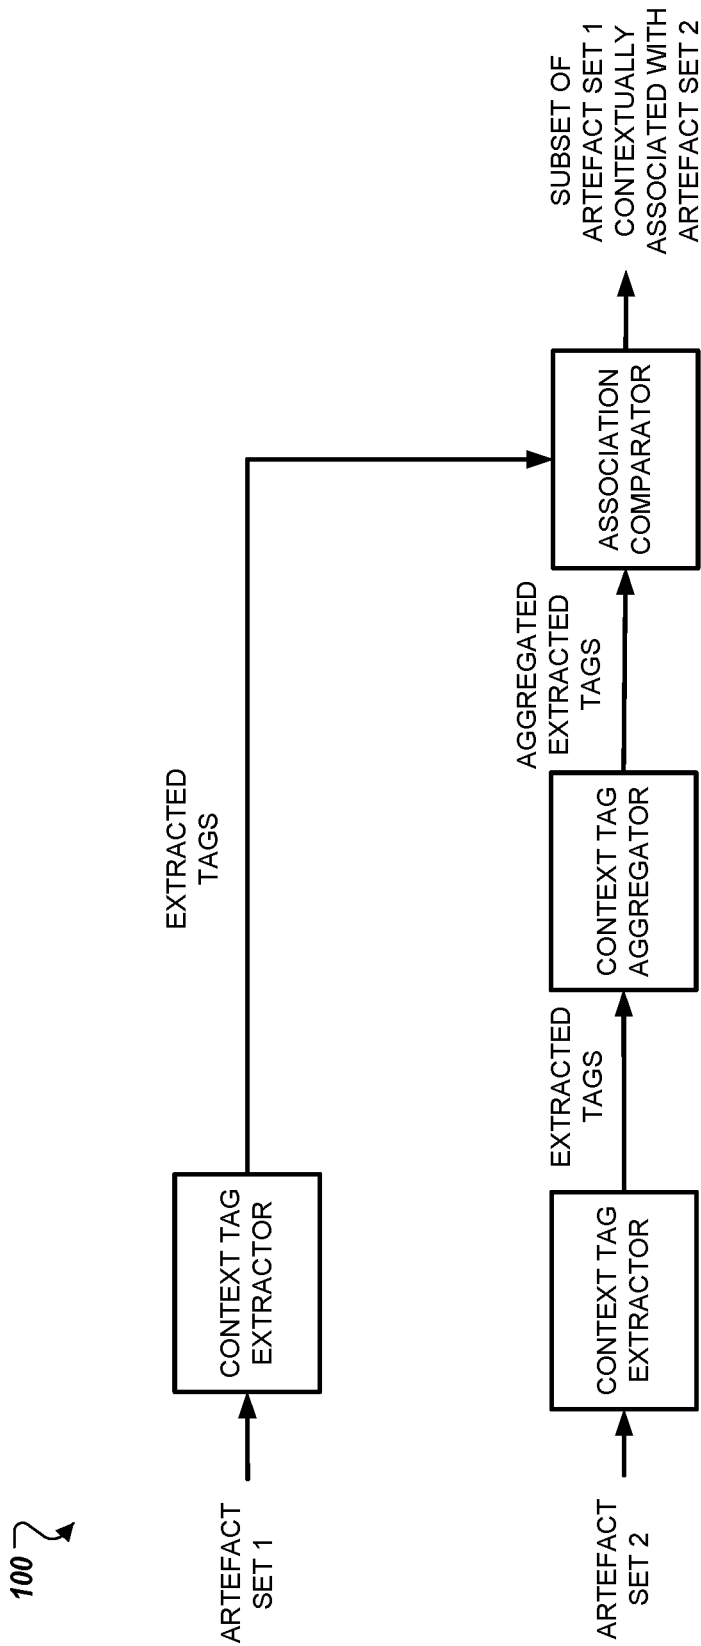 100
ARTEFACT
SET 1
CONTEXT TAG
EXTRACTOR
EXTRACTED
TAGS
ARTEFACT
SET 2
CONTEXT TAG
EXTRACTOR
EXTRACTED
TAGS
CONTEXT TAG
AGGREGATOR
AGGREGATED
EXTRACTED
TAGS
ASSOCIATION
COMPARATOR
SUBSET OF
ARTEFACT SET 1
CONTEXTUALLY
ASSOCIATED WITH
ARTEFACT SET 2